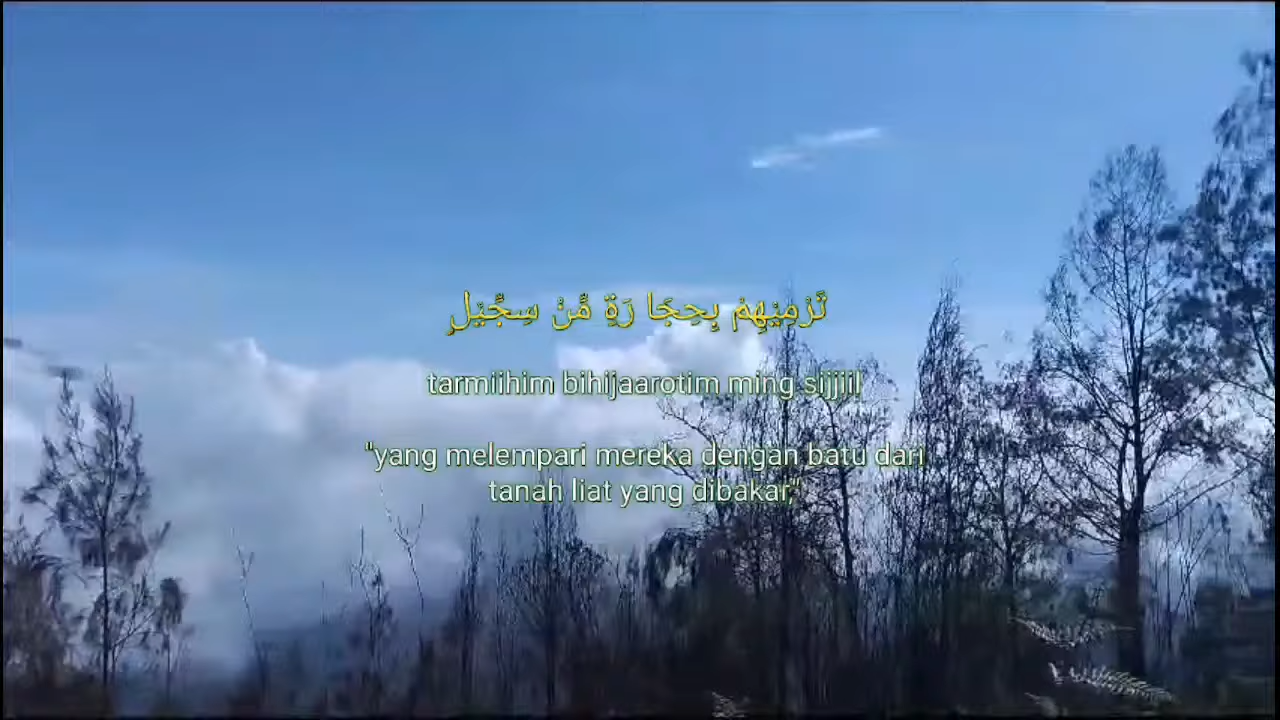 تَرْمِيْهِمْ بِحِجَا رَةٍ مِّنْ سِجِّيْلٍ
tarmiihim bihijaarotim ming sijjiil
"yang melempari mereka dengan batu dari
tanah liat yang dibakar,"